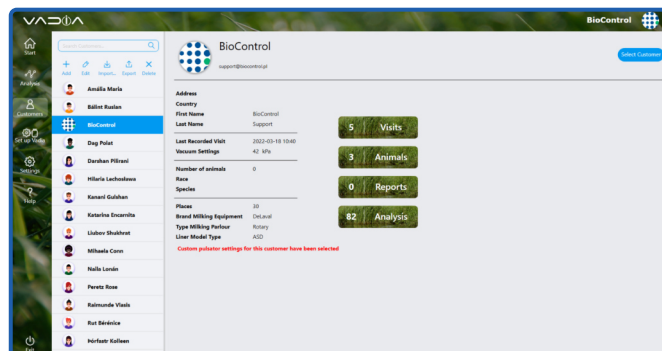 VADIA
BioControl
Start
Analysis
Customers
Set up Vadia
Settings
Help
Exit
Search Customers...
Add Edit Import... Export Delete
Amália Maria
Bálint Ruslan
BioControl
Dag Polat
Darshan Pilirani
Hilaria Lechosława
Kanani Gulshan
Katarina Encarnita
Liubov Shukhrat
Mihaela Conn
Naila Lonán
Peretz Rose
Raimunde Vlasis
Rut Bérénice
Þórfastr Kolleen
BioControl
support@biocontrol.pl
Select Customer
Address
Country
First Name BioControl
Last Name Support
Last Recorded Visit 2022-03-18 10:40
Vacuum Settings 42 kPa
Number of animals 0
Race
Species
Places 30
Brand Milking Equipment DeLaval
Type Milking Parlour Rotary
Liner Model Type ASD
Custom pulsator settings for this customer have been selected
5 Visits
3 Animals
0 Reports
82 Analysis